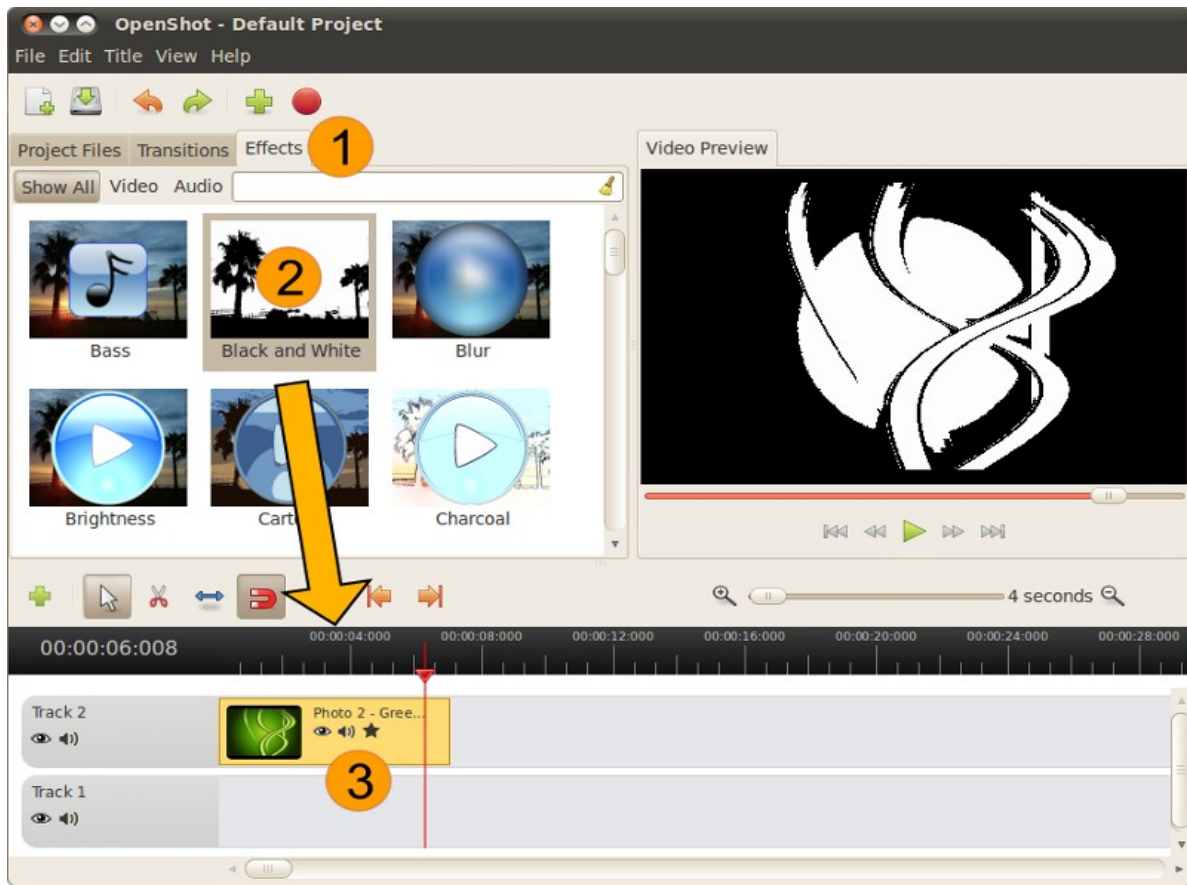 OpenShot - Default Project
File Edit Title View Help
Project Files Transitions Effects 1
Video Preview
Show All Video Audio
2
Bass Black and White Blur
Brightness Charcoal
4 seconds
00:00:06:008
00:00:04:000 00:00:08:000 00:00:12:000 00:00:16:000 00:00:20:000 00:00:24:000 00:00:28:000
Track 2
Photo 2 - Gree...
3
Track 1